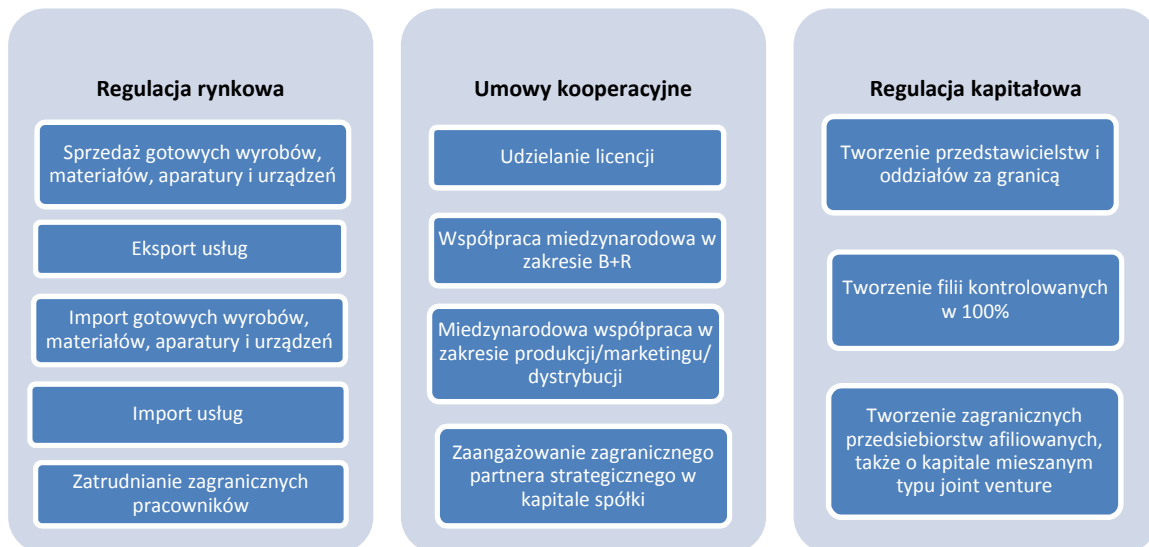 Regulacja rynkowa
Sprzedaż gotowych wyrobów,
materiałów, aparatury i urządzeń
Eksport usług
Import gotowych wyrobów,
materiałów, aparatury i urządzeń
Import usług
Zatrudnianie zagranicznych
pracowników
Umowy kooperacyjne
Udzielanie licencji
Współpraca miedzynarodowa w
zakresie B+R
Miedzynarodowa współpraca w
zakresie produkcji/marketingu/
dystrybucji
Zaangażowanie zagranicznego
partnera strategicznego w
kapitale spółki
Regulacja kapitałowa
Tworzenie przedstawicielstw i
oddziałów za granicą
Tworzenie filii kontrolowanych
w 100%
Tworzenie zagranicznych
przedsiebiorstw afiliowanych,
także o kapitale mieszanym
typu joint venture